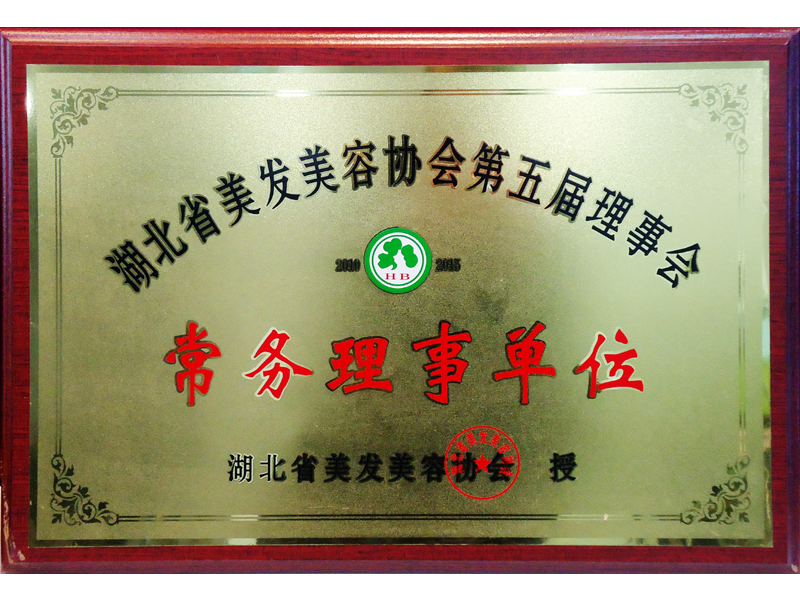 湖北省美发美容协会第五届理事会
2010 HB 2015
常务理事单位
湖北省美发美容协会 授